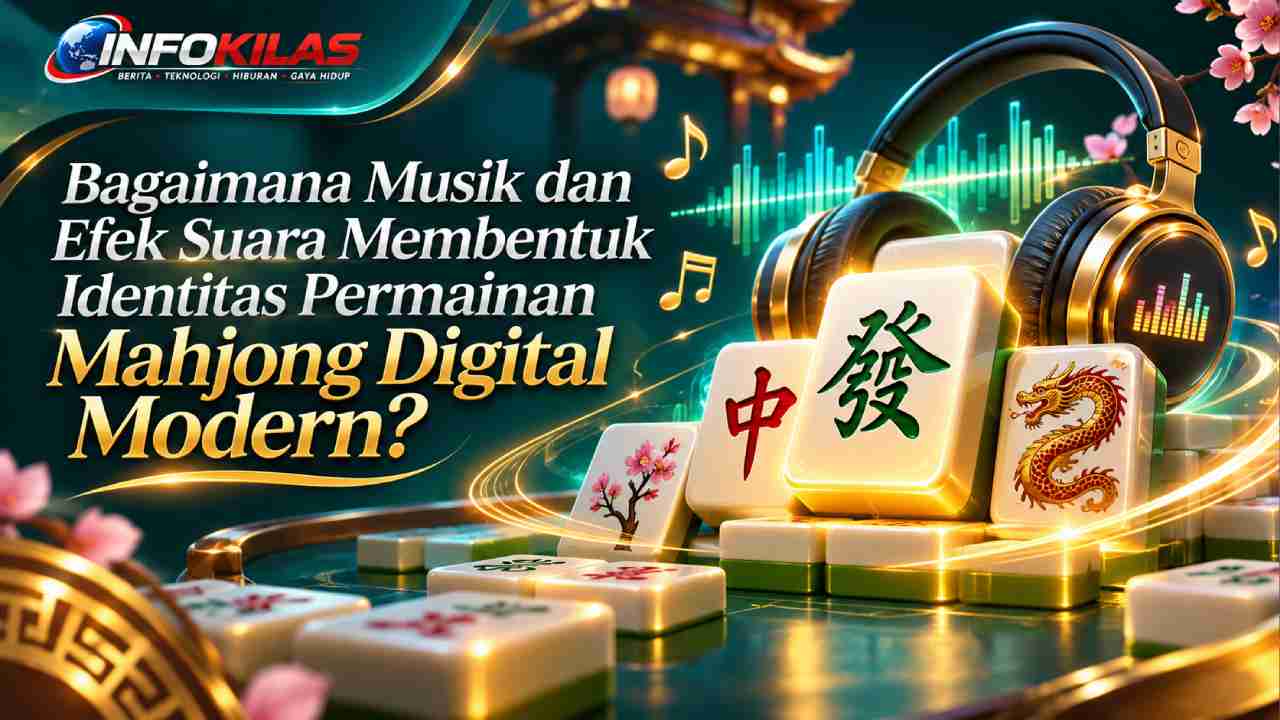 INFOKILAS
BERITA • TEKNOLOGI • HIBURAN • GAYA HIDUP
Bagaimana Musik dan
Efek Suara Membentuk
Identitas Permainan
Mahjong Digital
Modern?
中
發